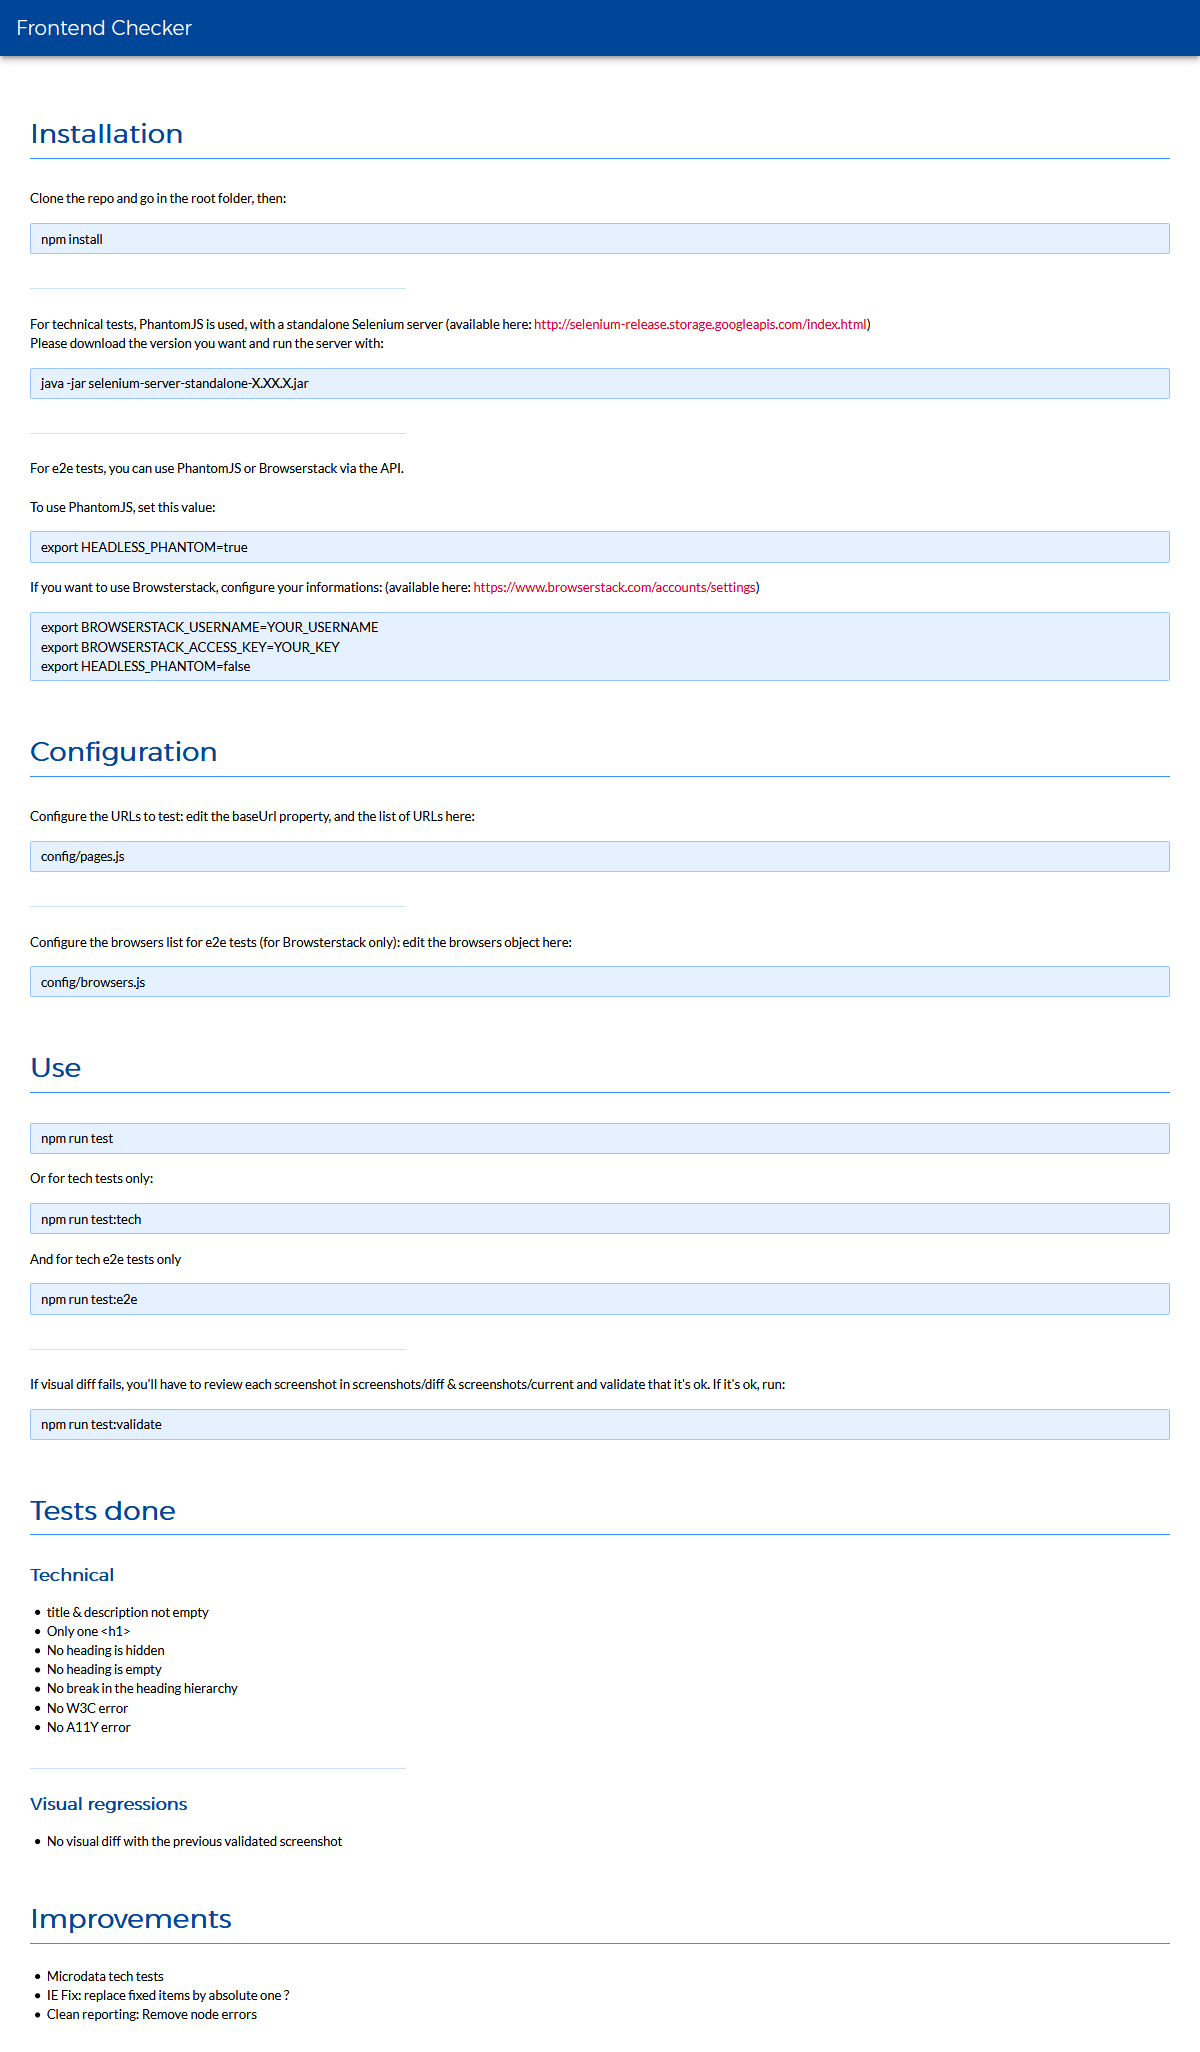 Frontend Checker
Installation
Clone the repo and go in the root folder, then:
npm install
For technical tests, PhantomJS is used, with a standalone Selenium server (available here: http://selenium-release.storage.googleapis.com/index.html)
Please download the version you want and run the server with:
java -jar selenium-server-standalone-X.XX.X.jar
For e2e tests, you can use PhantomJS or Browserstack via the API.
To use PhantomJS, set this value:
export HEADLESS_PHANTOM=true
If you want to use Browsterstack, configure your informations: (available here: https://www.browserstack.com/accounts/settings)
export BROWSERSTACK_USERNAME=YOUR_USERNAME
export BROWSERSTACK_ACCESS_KEY=YOUR_KEY
export HEADLESS_PHANTOM=false
Configuration
Configure the URLs to test: edit the baseUrl property, and the list of URLs here:
config/pages.js
Configure the browsers list for e2e tests (for Browsterstack only): edit the browsers object here:
config/browsers.js
Use
npm run test
Or for tech tests only:
npm run test:tech
And for tech e2e tests only
npm run test:e2e
If visual diff fails, you'll have to review each screenshot in screenshots/diff & screenshots/current and validate that it's ok. If it's ok, run:
npm run test:validate
Tests done
Technical
• title & description not empty
• Only one <h1>
• No heading is hidden
• No heading is empty
• No break in the heading hierarchy
• No W3C error
• No A11Y error
Visual regressions
• No visual diff with the previous validated screenshot
Improvements
• Microdata tech tests
• IE Fix: replace fixed items by absolute one ?
• Clean reporting: Remove node errors